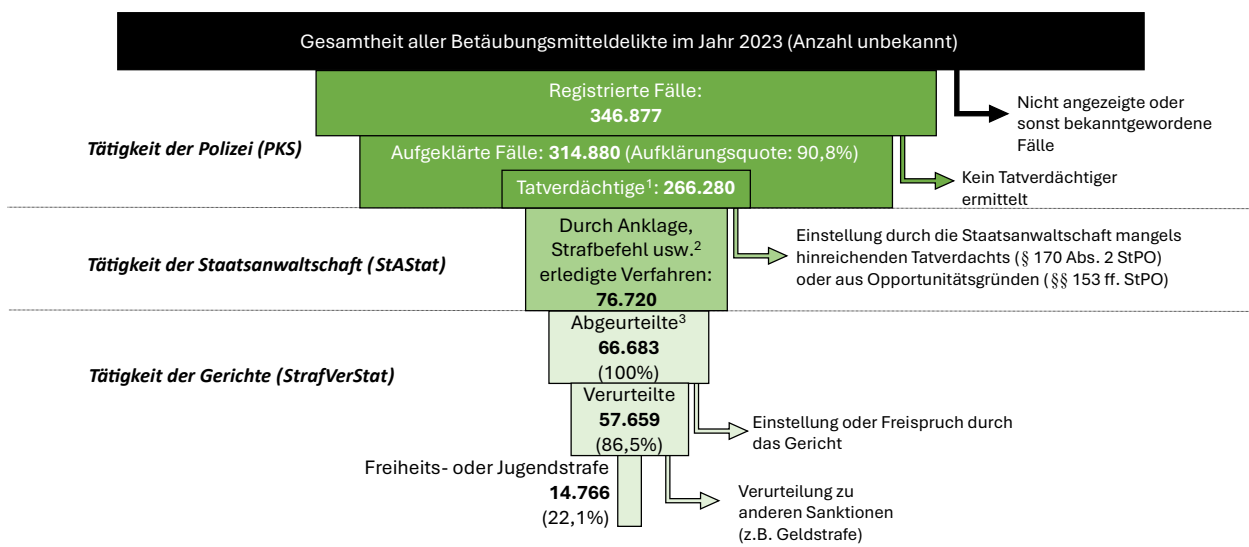 Gesamtheit aller Betäubungsmitteldelikte im Jahr 2023 (Anzahl unbekannt)
Registrierte Fälle:
346.877
Nicht angezeigte oder
sonst bekanntgewordene
Fälle
Tätigkeit der Polizei (PKS)
Aufgeklärte Fälle: 314.880 (Aufklärungsquote: 90,8%)
Tatverdächtige¹: 266.280
Kein Tatverdächtiger
ermittelt
Durch Anklage,
Strafbefehl usw.²
erledigte Verfahren:
76.720
Tätigkeit der Staatsanwaltschaft (StAStat)
Einstellung durch die Staatsanwaltschaft mangels
hinreichenden Tatverdachts (§ 170 Abs. 2 StPO)
oder aus Opportunitätsgründen (§§ 153 ff. StPO)
Abgeurteilte³
66.683
(100%)
Tätigkeit der Gerichte (StrafVerStat)
Verurteilte
57.659
(86,5%)
Einstellung oder Freispruch durch
das Gericht
Freiheits- oder Jugendstrafe
14.766
(22,1%)
Verurteilung zu
anderen Sanktionen
(z.B. Geldstrafe)